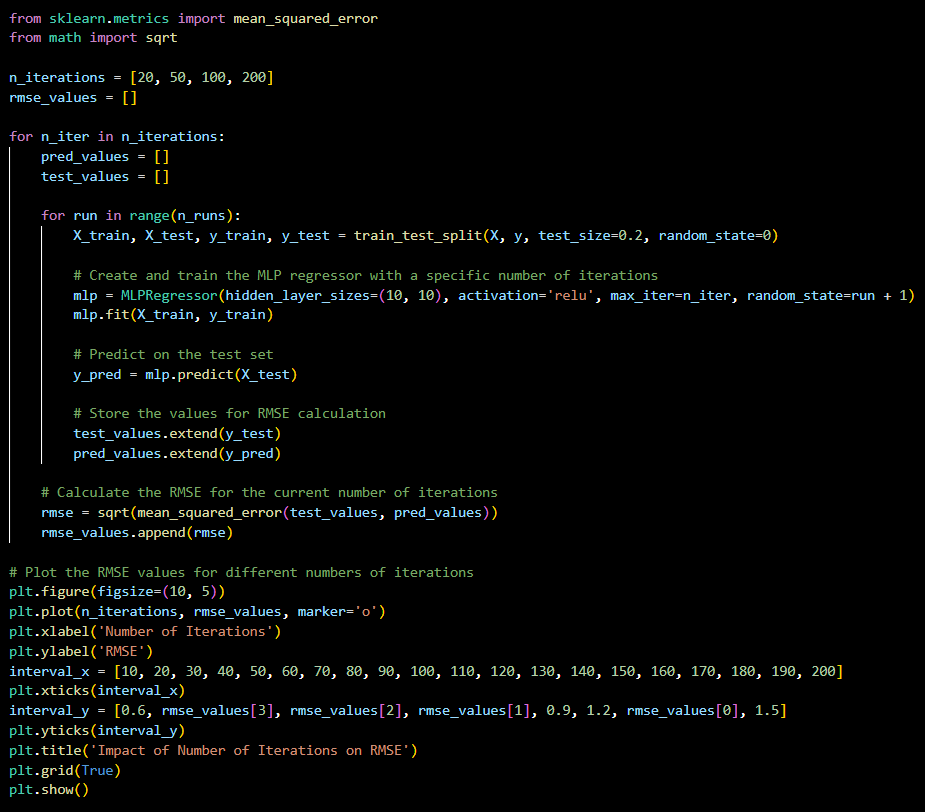 from sklearn.metrics import mean_squared_error
from math import sqrt

n_iterations = [20, 50, 100, 200]
rmse_values = []

for n_iter in n_iterations:
    pred_values = []
    test_values = []

    for run in range(n_runs):
        X_train, X_test, y_train, y_test = train_test_split(X, y, test_size=0.2, random_state=0)

        # Create and train the MLP regressor with a specific number of iterations
        mlp = MLPRegressor(hidden_layer_sizes=(10, 10), activation='relu', max_iter=n_iter, random_state=run + 1)
        mlp.fit(X_train, y_train)

        # Predict on the test set
        y_pred = mlp.predict(X_test)

        # Store the values for RMSE calculation
        test_values.extend(y_test)
        pred_values.extend(y_pred)

    # Calculate the RMSE for the current number of iterations
    rmse = sqrt(mean_squared_error(test_values, pred_values))
    rmse_values.append(rmse)

# Plot the RMSE values for different numbers of iterations
plt.figure(figsize=(10, 5))
plt.plot(n_iterations, rmse_values, marker='o')
plt.xlabel('Number of Iterations')
plt.ylabel('RMSE')
interval_x = [10, 20, 30, 40, 50, 60, 70, 80, 90, 100, 110, 120, 130, 140, 150, 160, 170, 180, 190, 200]
plt.xticks(interval_x)
interval_y = [0.6, rmse_values[3], rmse_values[2], rmse_values[1], 0.9, 1.2, rmse_values[0], 1.5]
plt.yticks(interval_y)
plt.title('Impact of Number of Iterations on RMSE')
plt.grid(True)
plt.show()